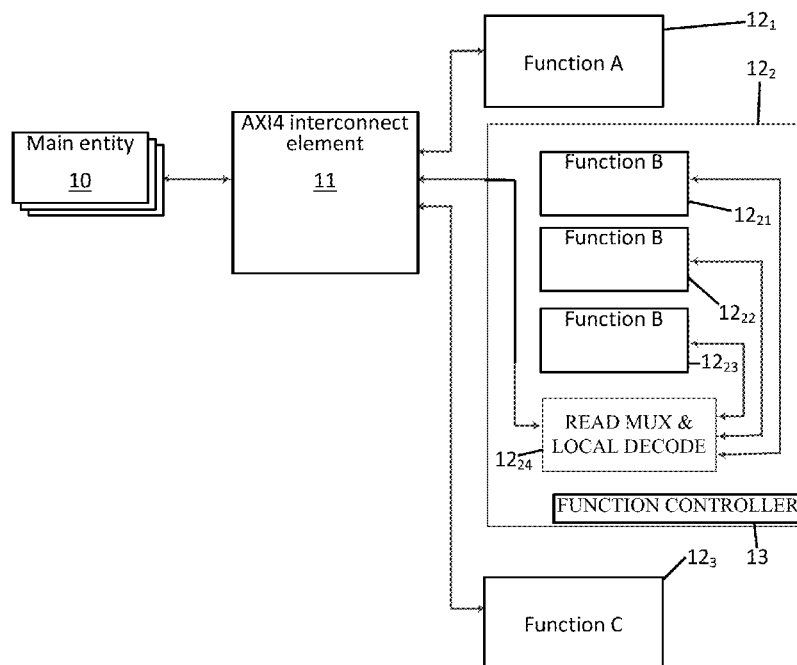 12₁
Function A
12₂
AXI4 interconnect
element
11
Main entity
10
Function B
12₂₁
Function B
12₂₂
Function B
12₂₃
READ MUX &
LOCAL DECODE
12₂₄
FUNCTION CONTROLLER
13
12₃
Function C